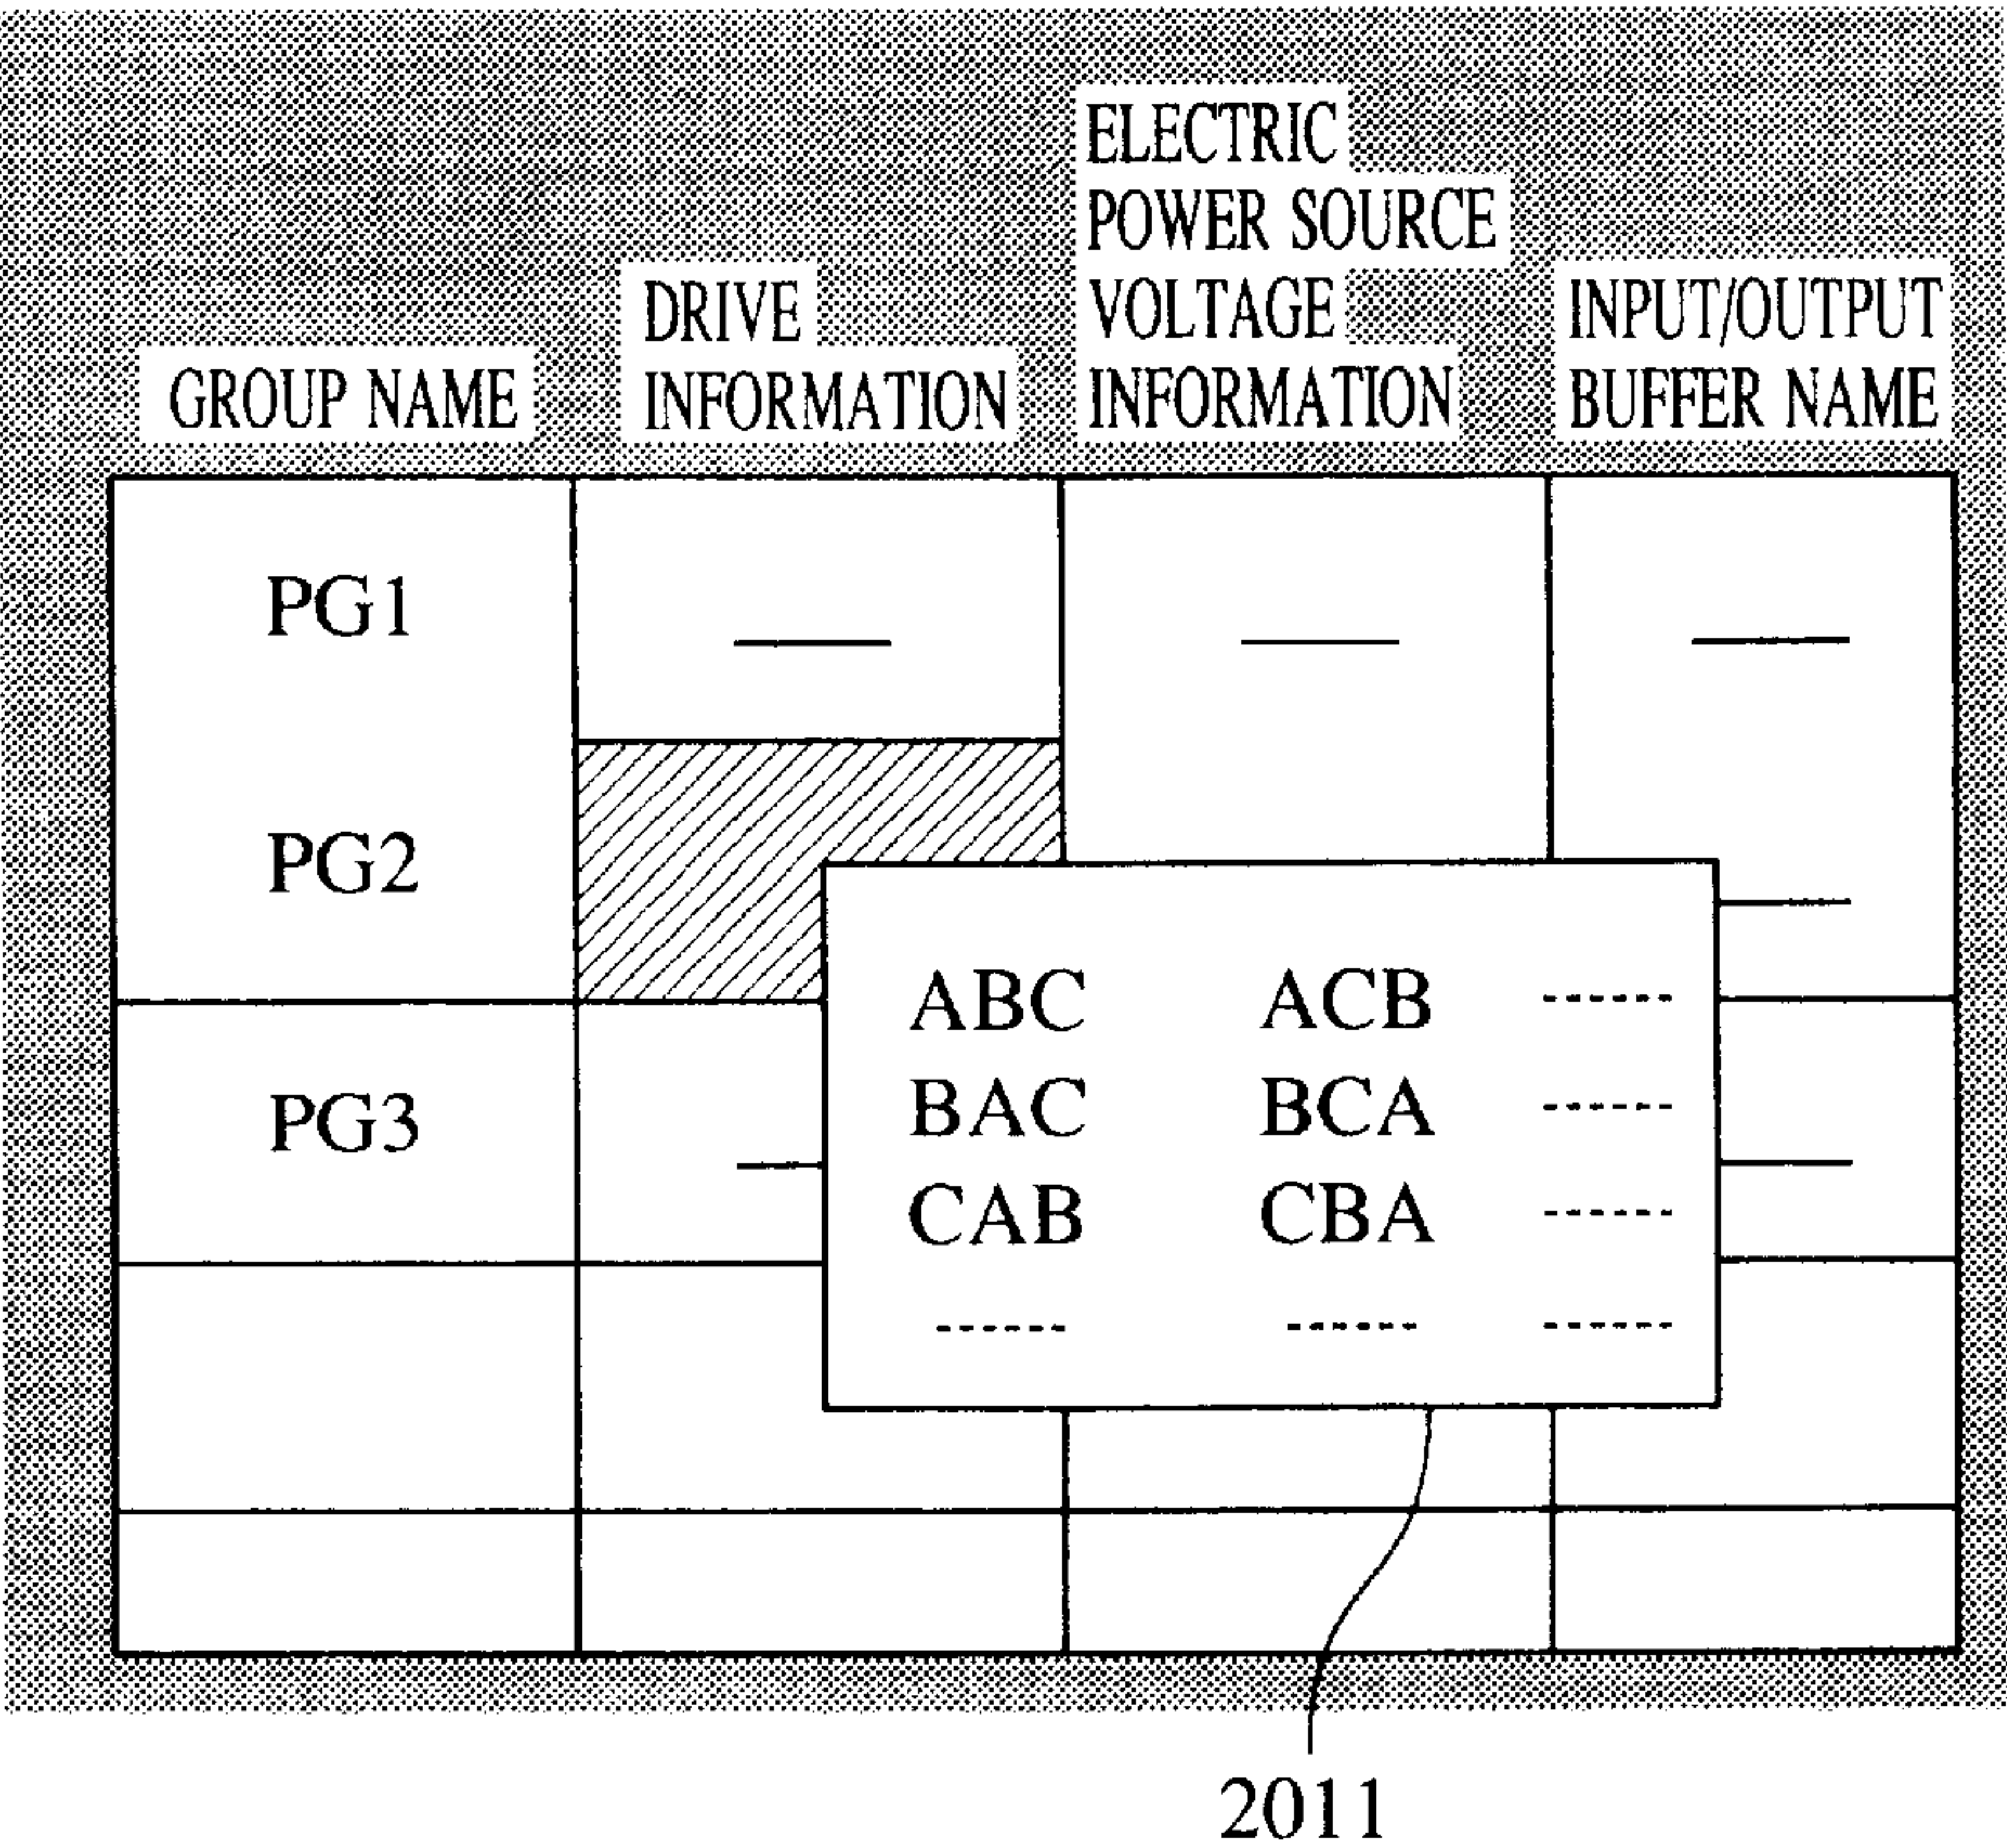 GROUP NAME
DRIVE
INFORMATION
ELECTRIC
POWER SOURCE
VOLTAGE
INFORMATION
INPUT/OUTPUT
BUFFER NAME
PG1
PG2
PG3
ABC ACB
BAC BCA
CAB CBA
2011